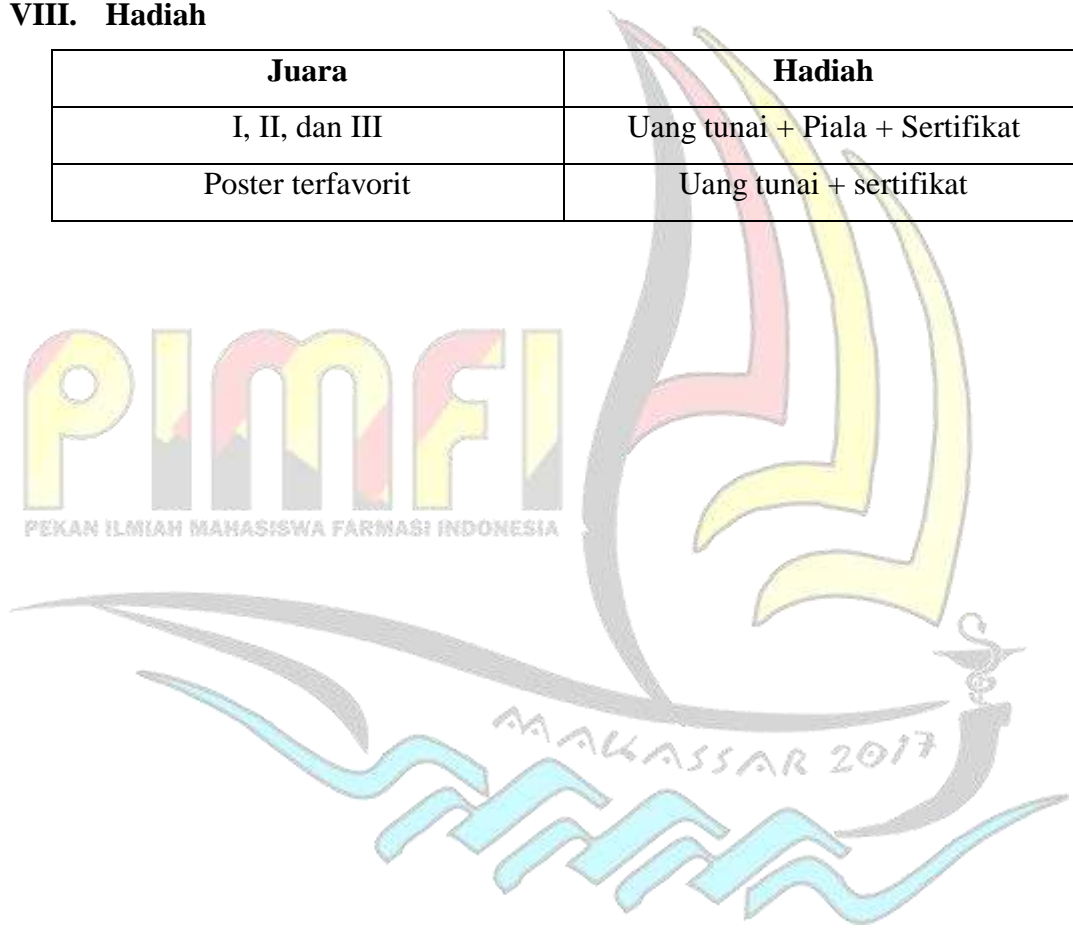 VIII. Hadiah
Juara Hadiah
I, II, dan III Uang tunai + Piala + Sertifikat
Poster terfavorit Uang tunai + sertifikat
PIMFI
PEKAN ILMIAH MAHASISWA FARMASI INDONESIA
MAKASSAR 2017